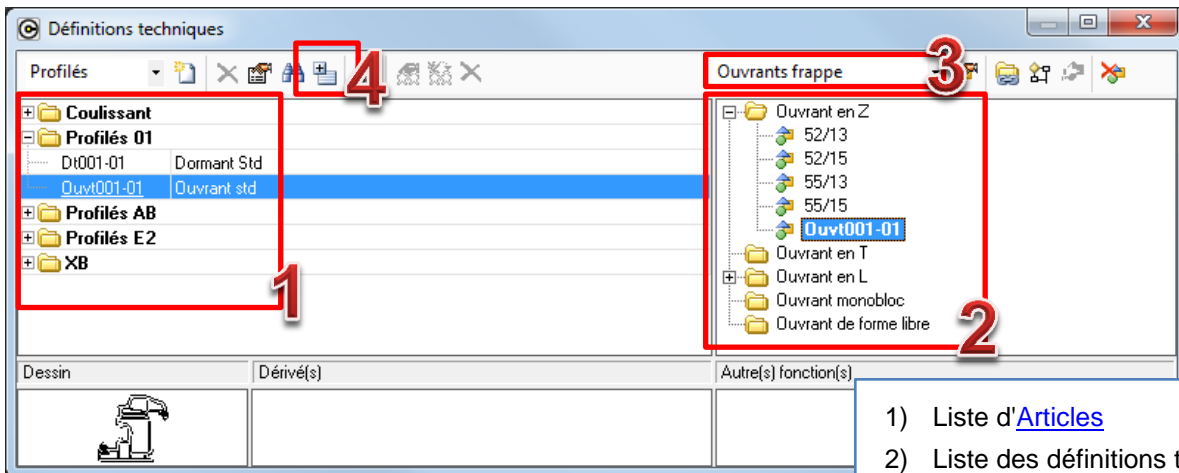 Définitions techniques
Profilés
4
Ouvrants frappe
3
Coulissant
Profilés 01
Dt001-01 Dormant Std
Ouvt001-01 Ouvrant std
Profilés AB
Profilés E2
XB
1
Ouvrant en Z
52/13
52/15
55/13
55/15
Ouvt001-01
Ouvrant en T
Ouvrant en L
Ouvrant monobloc
Ouvrant de forme libre
2
Dessin
Dérivé(s)
Autre(s) fonction(s)
1) Liste d'Articles
2) Liste des définitions